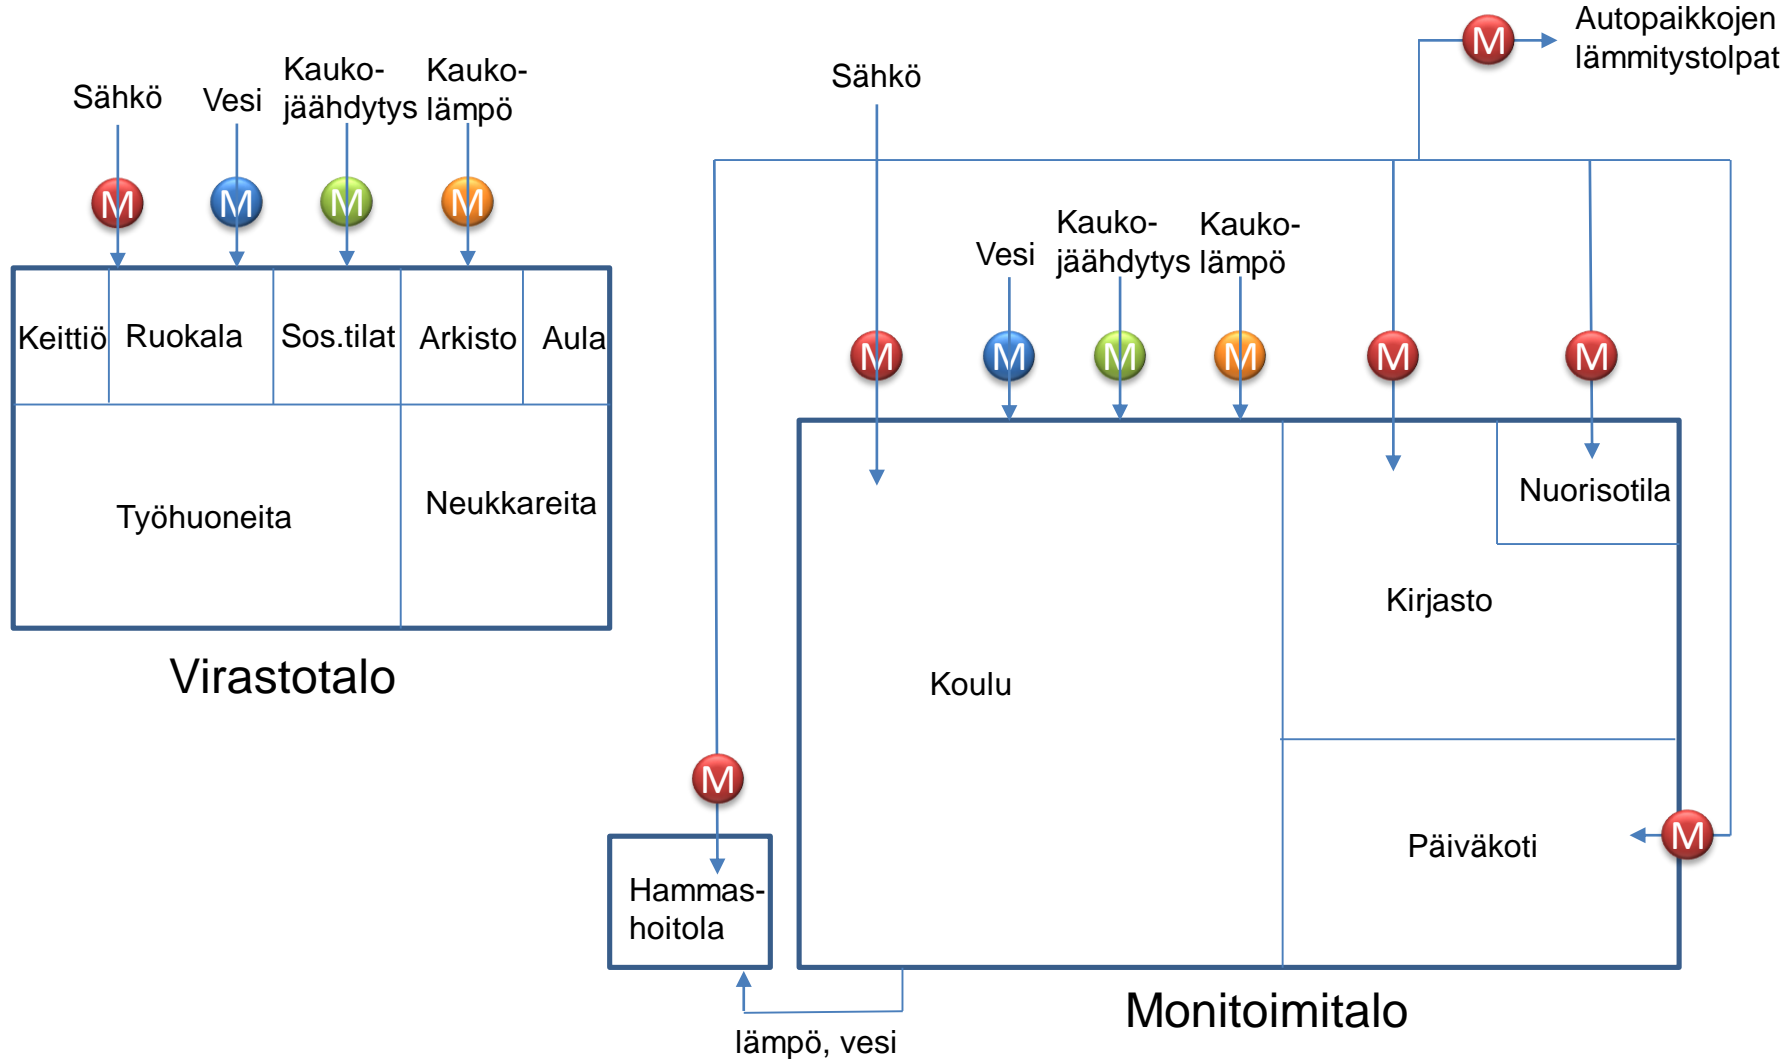 Autopaikkojen
lämmitystolpat
M
Sähkö
Vesi
Kauko-
jäähdytys
Kauko-
lämpö
M
M
M
M
Keittiö
Ruokala
Sos.tilat
Arkisto
Aula
Työhuoneita
Neukkareita
Virastotalo
Sähkö
Vesi
Kauko-
jäähdytys
Kauko-
lämpö
M
M
M
M
M
M
Nuorisotila
Kirjasto
Koulu
Päiväkoti
M
M
Hammas-
hoitola
lämpö, vesi
Monitoimitalo